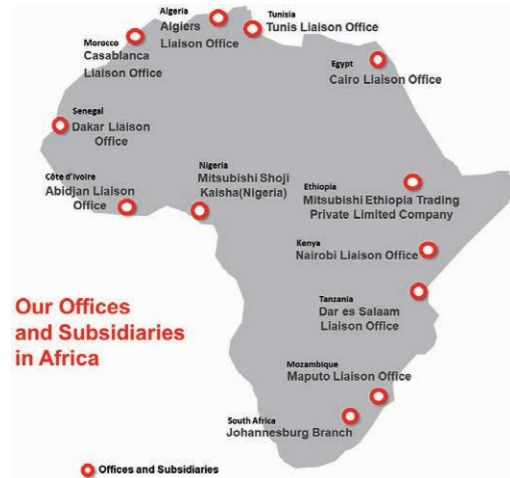 Algeria
Algiers
Liaison Office
Tunisia
Tunis Liaison Office
Morocco
Casablanca
Liaison Office
Egypt
Cairo Liaison Office
Senegal
Dakar Liaison
Office
Côte d'Ivoire
Abidjan Liaison
Office
Nigeria
Mitsubishi Shoji
Kaisha(Nigeria)
Ethiopia
Mitsubishi Ethiopia Trading
Private Limited Company
Kenya
Nairobi Liaison Office
Tanzania
Dar es Salaam
Liaison Office
Our Offices
and Subsidiaries
in Africa
Mozambique
Maputo Liaison Office
South Africa
Johannesburg Branch
Offices and Subsidiaries